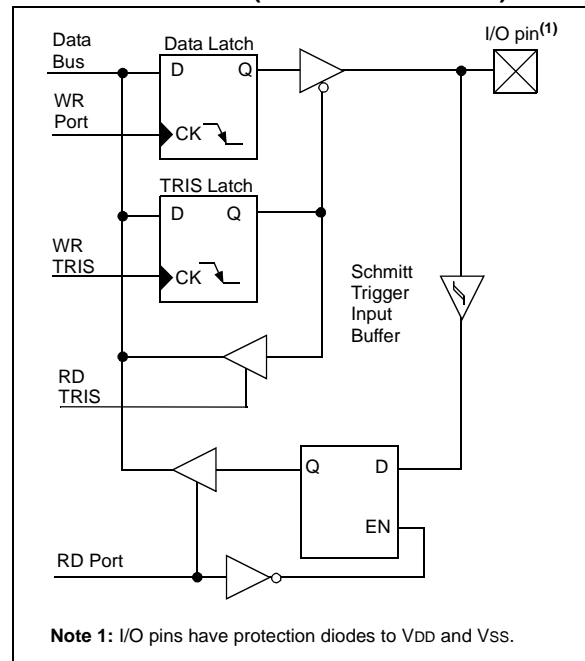 Data
Bus
Data Latch
I/O pin(1)
D
Q
WR
Port
CK
TRIS Latch
D
Q
WR
TRIS
CK
Schmitt
Trigger
Input
Buffer
RD
TRIS
Q
D
EN
RD Port
Note 1: I/O pins have protection diodes to VDD and VSS.